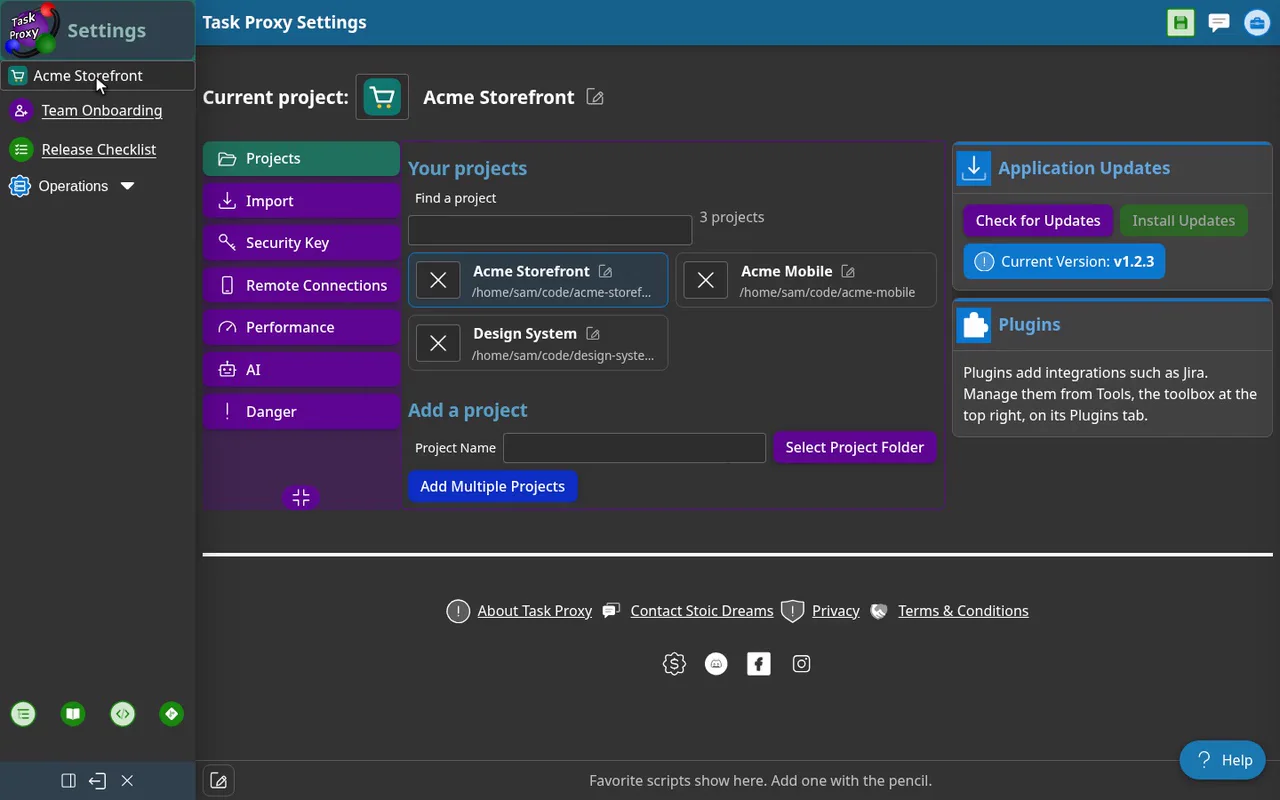 Task Proxy
Settings
Task Proxy Settings
Acme Storefront
Team Onboarding
Release Checklist
Operations
Current project:
Acme Storefront
Projects
Import
Security Key
Remote Connections
Performance
AI
Danger
Your projects
Find a project
3 projects
Acme Storefront
/home/sam/code/acme-storef...
Acme Mobile
/home/sam/code/acme-mobile
Design System
/home/sam/code/design-syste...
Add a project
Project Name
Select Project Folder
Add Multiple Projects
Application Updates
Check for Updates
Install Updates
Current Version: v1.2.3
Plugins
Plugins add integrations such as Jira.
Manage them from Tools, the toolbox at the
top right, on its Plugins tab.
About Task Proxy
Contact Stoic Dreams
Privacy
Terms & Conditions
Favorite scripts show here. Add one with the pencil.
Help